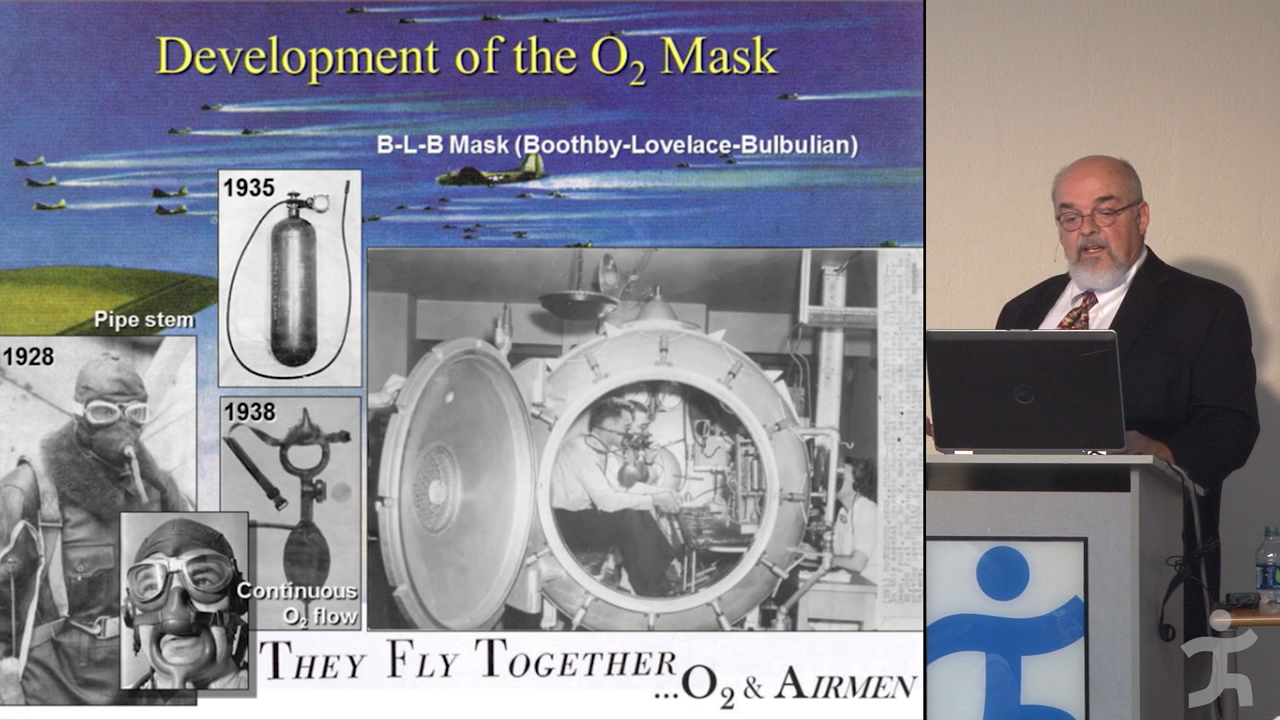 Development of the O₂ Mask
B-L-B Mask (Boothby-Lovelace-Bulbulian)
1935
Pipe stem
1928
1938
Continuous
O₂ flow
THEY FLY TOGETHER
...O₂ & AIRMEN